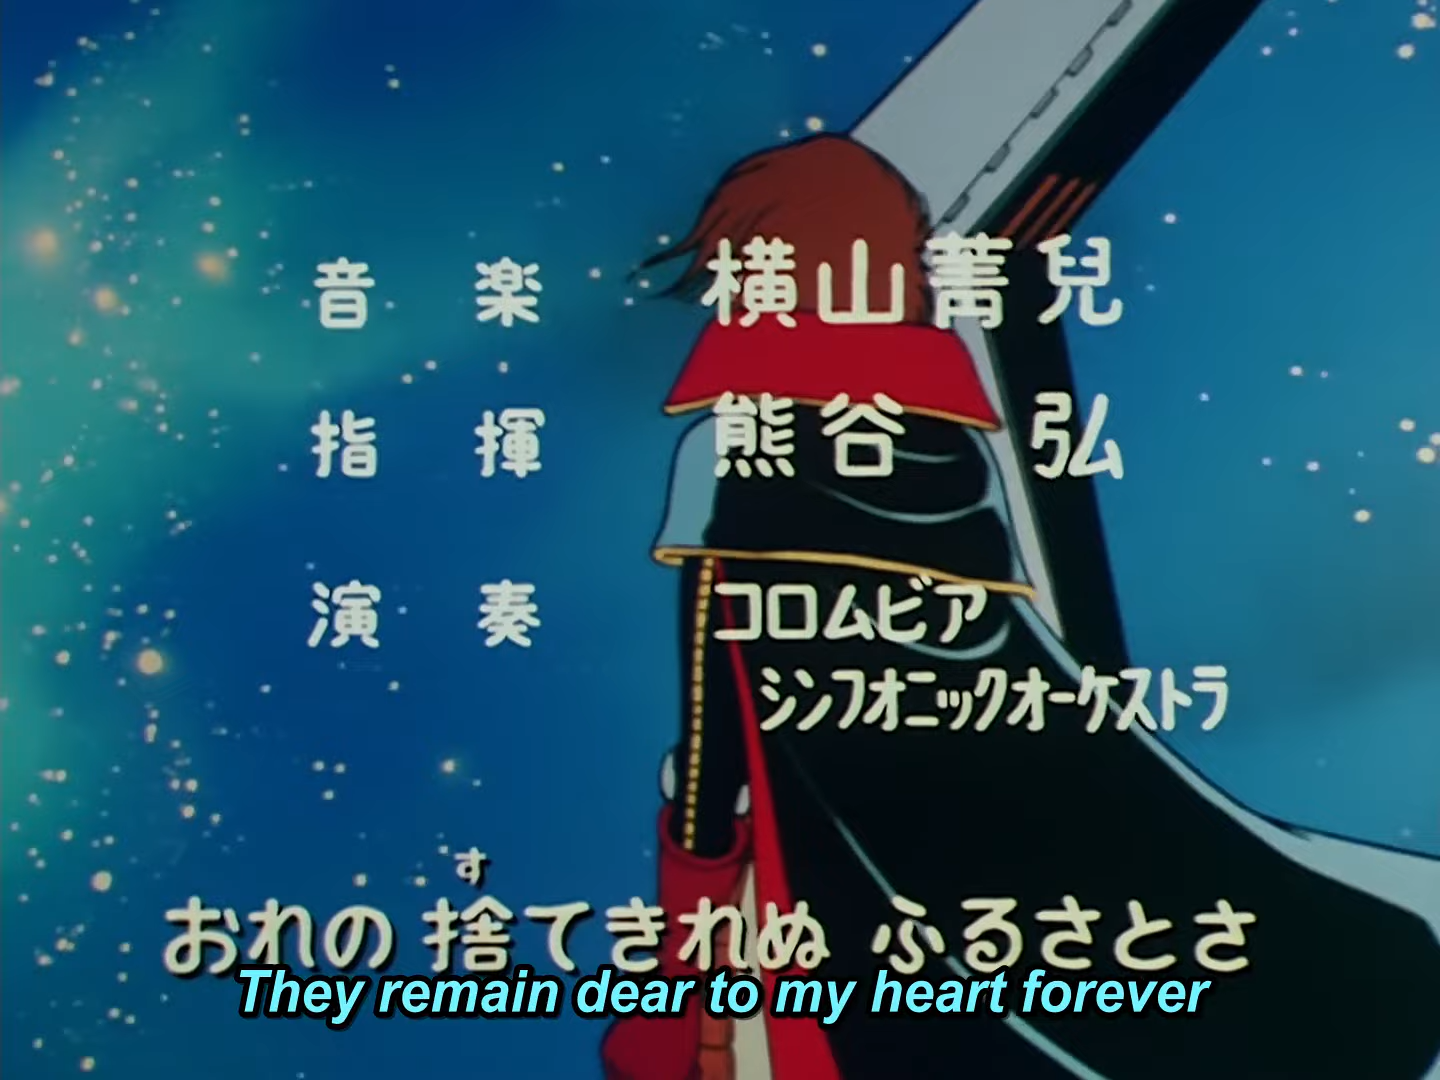 音楽 横山菁児
指揮 熊谷 弘
演奏 コロムビア
シンフォニックオーケストラ
す
おれの 捨てきれぬ ふるさとさ
They remain dear to my heart forever